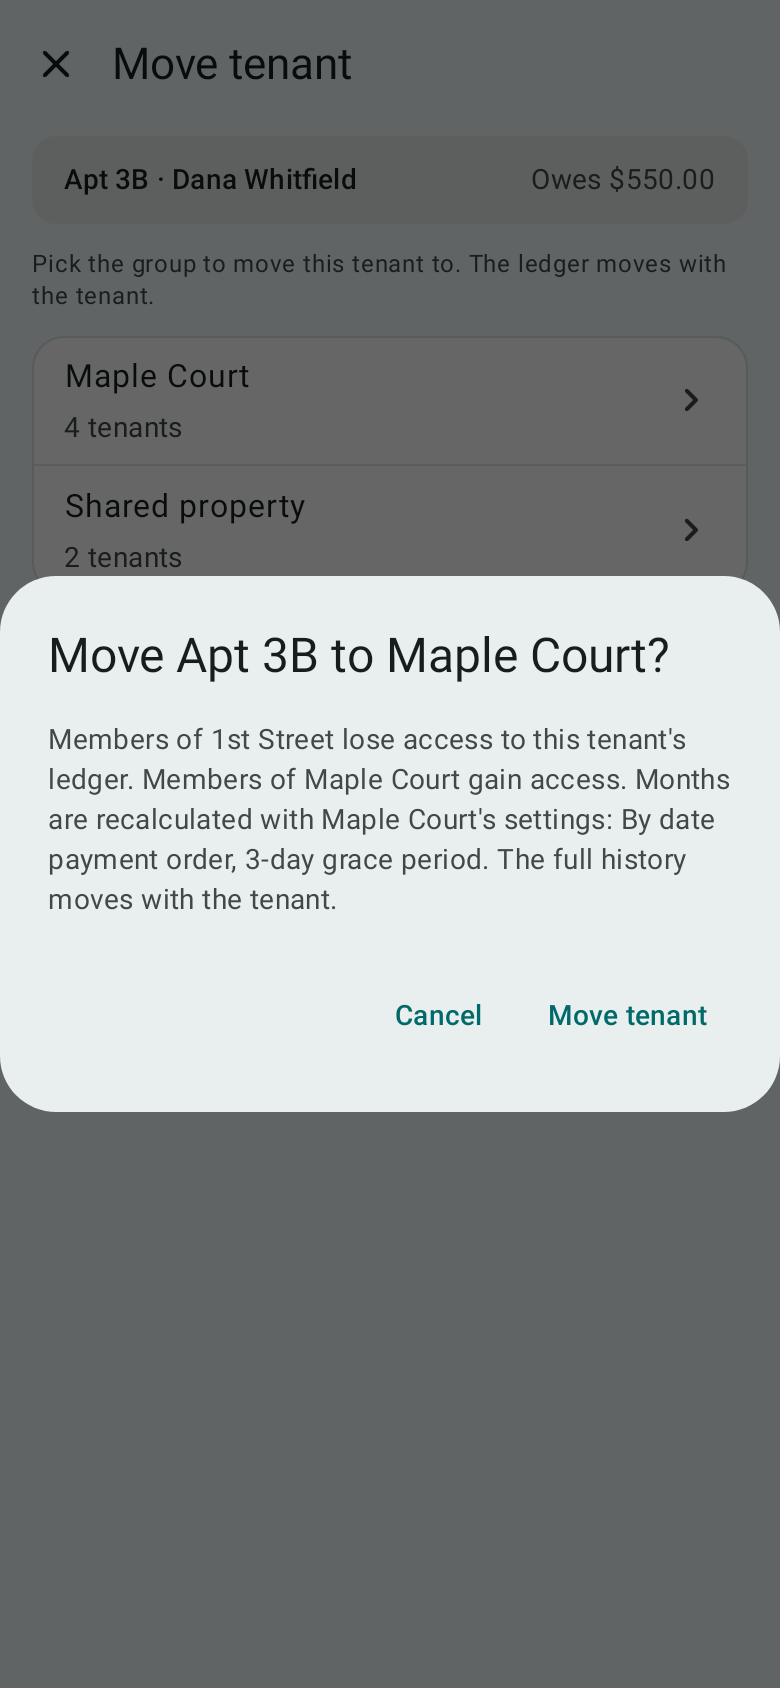 Move tenant
Apt 3B · Dana Whitfield Owes $550.00
Pick the group to move this tenant to. The ledger moves with
the tenant.
Maple Court
4 tenants
Shared property
2 tenants
Move Apt 3B to Maple Court?
Members of 1st Street lose access to this tenant's
ledger. Members of Maple Court gain access. Months
are recalculated with Maple Court's settings: By date
payment order, 3-day grace period. The full history
moves with the tenant.
Cancel Move tenant